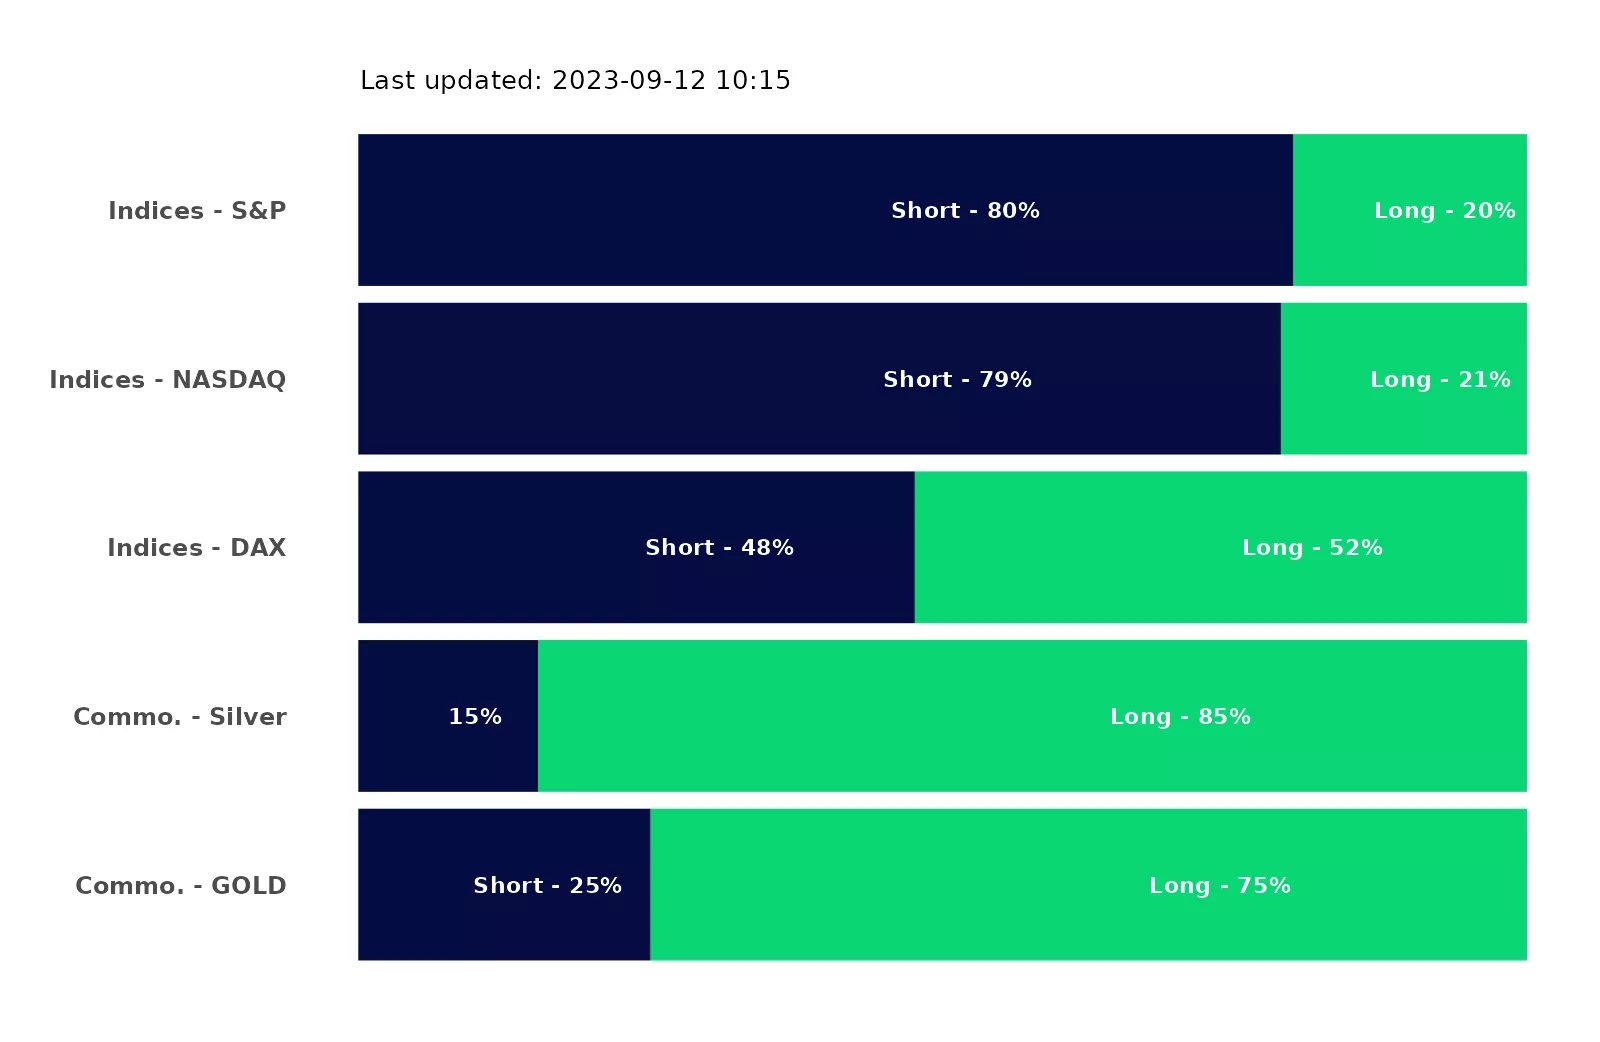 Last updated: 2023-09-12 10:15
Indices - S&P Short - 80% Long - 20%
Indices - NASDAQ Short - 79% Long - 21%
Indices - DAX Short - 48% Long - 52%
Commo. - Silver 15% Long - 85%
Commo. - GOLD Short - 25% Long - 75%